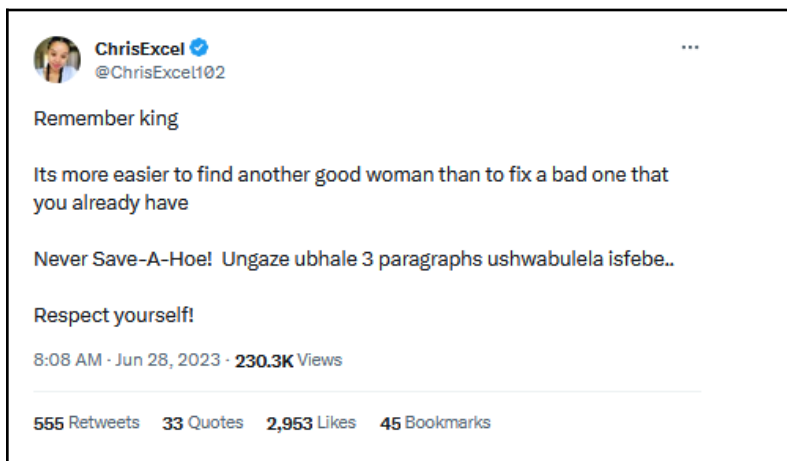 ChrisExcel
@ChrisExcel102
Remember king
Its more easier to find another good woman than to fix a bad one that
you already have
Never Save-A-Hoe!  Ungaze ubhale 3 paragraphs ushwabulela isfebe..
Respect yourself!
8:08 AM · Jun 28, 2023 · 230.3K Views
555 Retweets 33 Quotes 2,953 Likes 45 Bookmarks